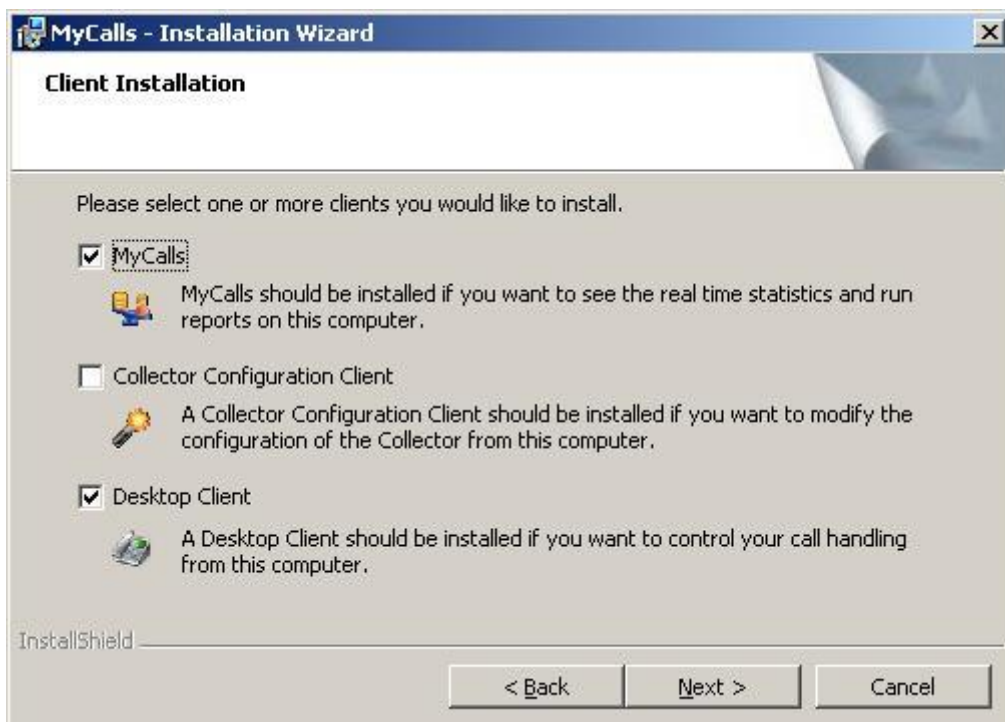 MyCalls - Installation Wizard
Client Installation
Please select one or more clients you would like to install.
MyCalls
MyCalls should be installed if you want to see the real time statistics and run
reports on this computer.
Collector Configuration Client
A Collector Configuration Client should be installed if you want to modify the
configuration of the Collector from this computer.
Desktop Client
A Desktop Client should be installed if you want to control your call handling
from this computer.
InstallShield
< Back
Next >
Cancel